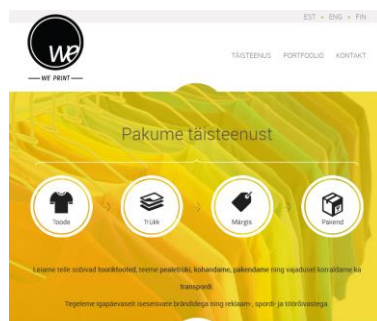 EST • ENG • FIN
We
WE PRINT
TÄISTEENUS PORTFOOLIO KONTAKT
Pakume täisteenust
Toode
Trükk
Märgis
Pakend
Leiame teile sobivad tooriktooted, teeme pealetrüki, kohandame, pakendame ning vajadusel korraldame ka
transpordi.
Tegeleme igapäevaselt iseseisvate brändidega ning reklaam-, spordi- ja töörõivastega.